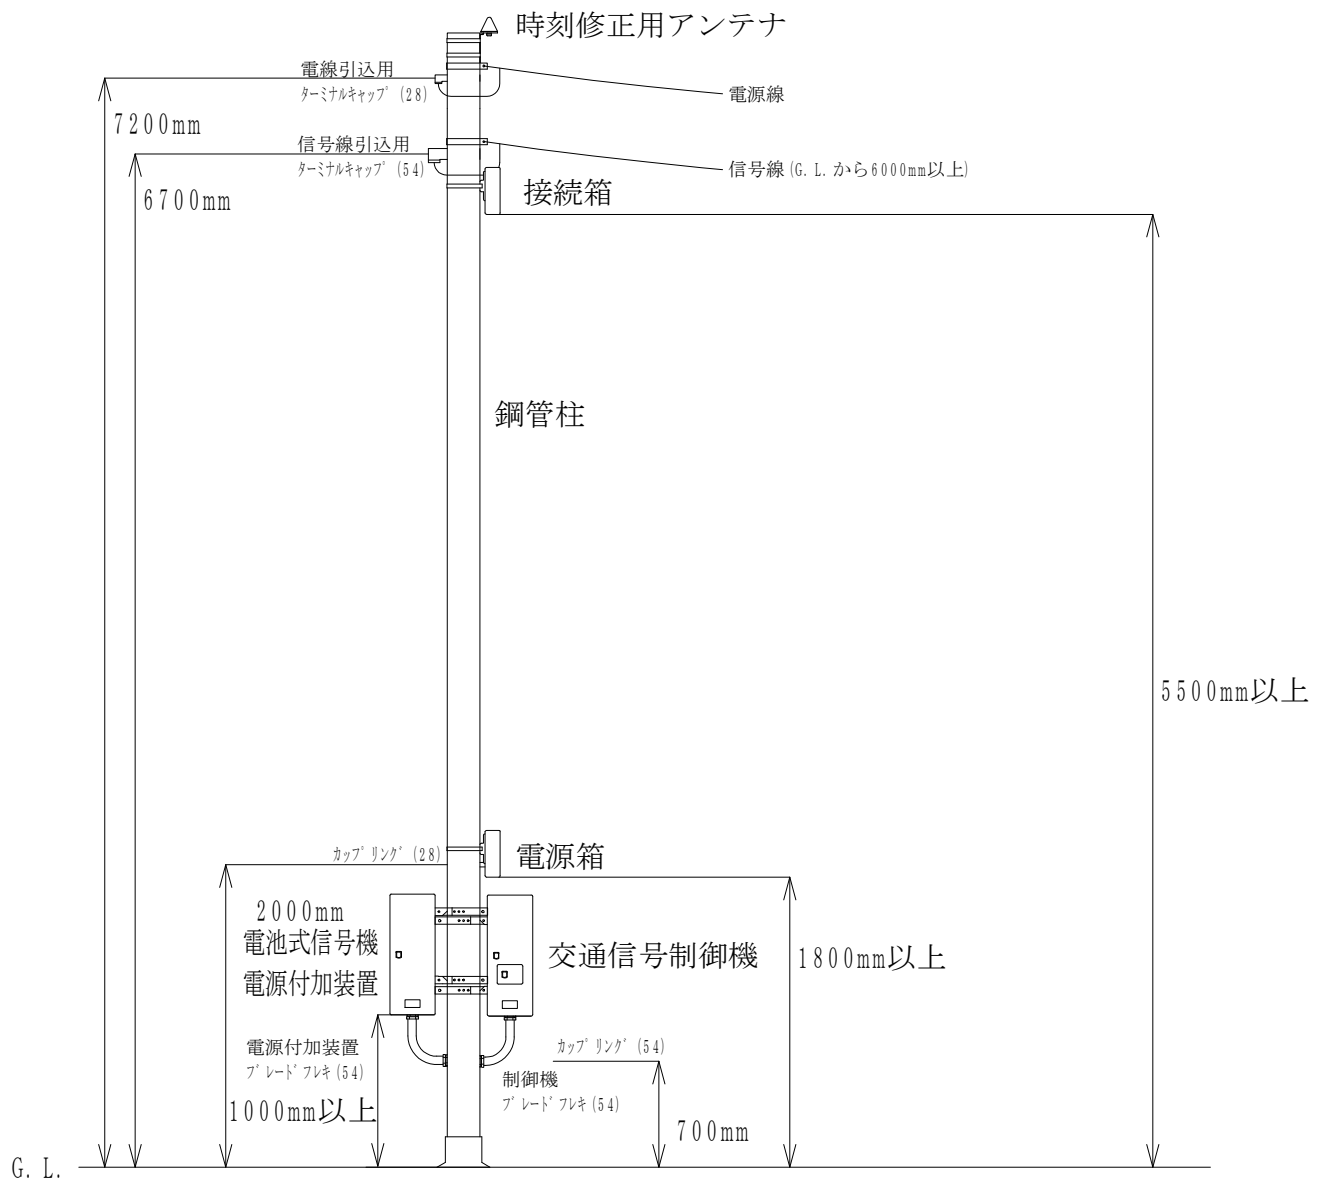 時刻修正用アンテナ
電線引込用
ターミナルキャップ (28)
電源線
7200mm
信号線引込用
ターミナルキャップ (54)
信号線(G.L.から6000mm以上)
6700mm
接続箱
鋼管柱
5500mm以上
カップリング (28)
電源箱
2000mm
電池式信号機
電源付加装置
交通信号制御機
1800mm以上
電源付加装置
ブレードフレキ(54)
カップリング (54)
制御機
ブレードフレキ(54)
1000mm以上
700mm
G.L.